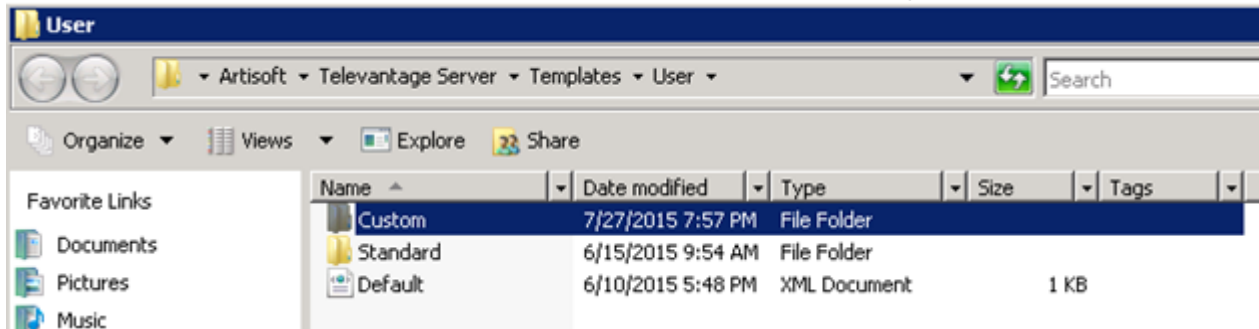 User
Artisoft Televantage Server Templates User Search
Organize Views Explore Share
Favorite Links
Documents
Pictures
Music
Name Date modified Type Size Tags
Custom 7/27/2015 7:57 PM File Folder
Standard 6/15/2015 9:54 AM File Folder
Default 6/10/2015 5:48 PM XML Document 1 KB